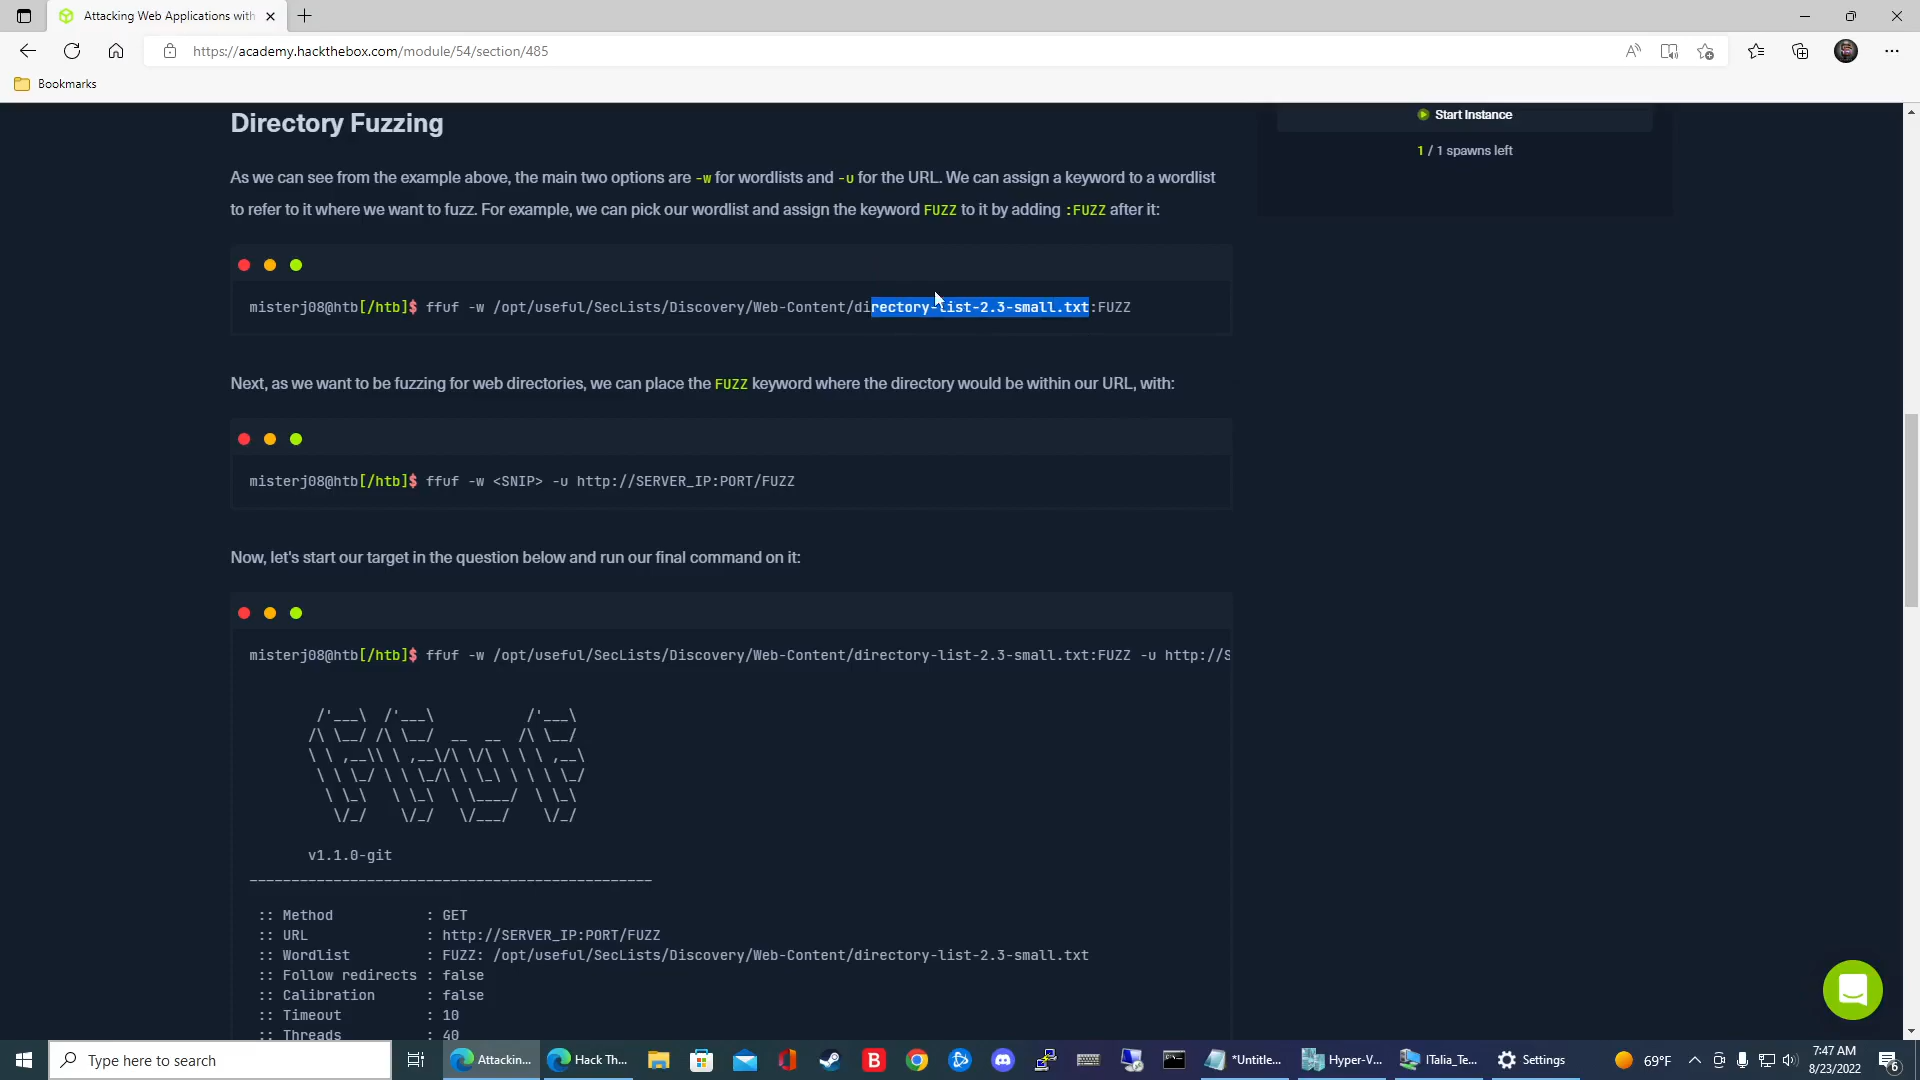 Attacking Web Applications with
https://academy.hackthebox.com/module/54/section/485
Bookmarks
Directory Fuzzing
Start Instance
1 / 1 spawns left
As we can see from the example above, the main two options are -w for wordlists and -u for the URL. We can assign a keyword to a wordlist
to refer to it where we want to fuzz. For example, we can pick our wordlist and assign the keyword FUZZ to it by adding :FUZZ after it:
misterj08@htb[/htb]$ ffuf -w /opt/useful/SecLists/Discovery/Web-Content/directory-list-2.3-small.txt:FUZZ
Next, as we want to be fuzzing for web directories, we can place the FUZZ keyword where the directory would be within our URL, with:
misterj08@htb[/htb]$ ffuf -w <SNIP> -u http://SERVER_IP:PORT/FUZZ
Now, let's start our target in the question below and run our final command on it:
misterj08@htb[/htb]$ ffuf -w /opt/useful/SecLists/Discovery/Web-Content/directory-list-2.3-small.txt:FUZZ -u http://S
v1.1.0-git
:: Method : GET
:: URL : http://SERVER_IP:PORT/FUZZ
:: Wordlist : FUZZ: /opt/useful/SecLists/Discovery/Web-Content/directory-list-2.3-small.txt
:: Follow redirects : false
:: Calibration : false
:: Timeout : 10
:: Threads : 40
Type here to search
Attackin...
Hack Th...
*Untitle...
Hyper-V...
ITalia_Te...
Settings
69°F
7:47 AM
8/23/2022
6